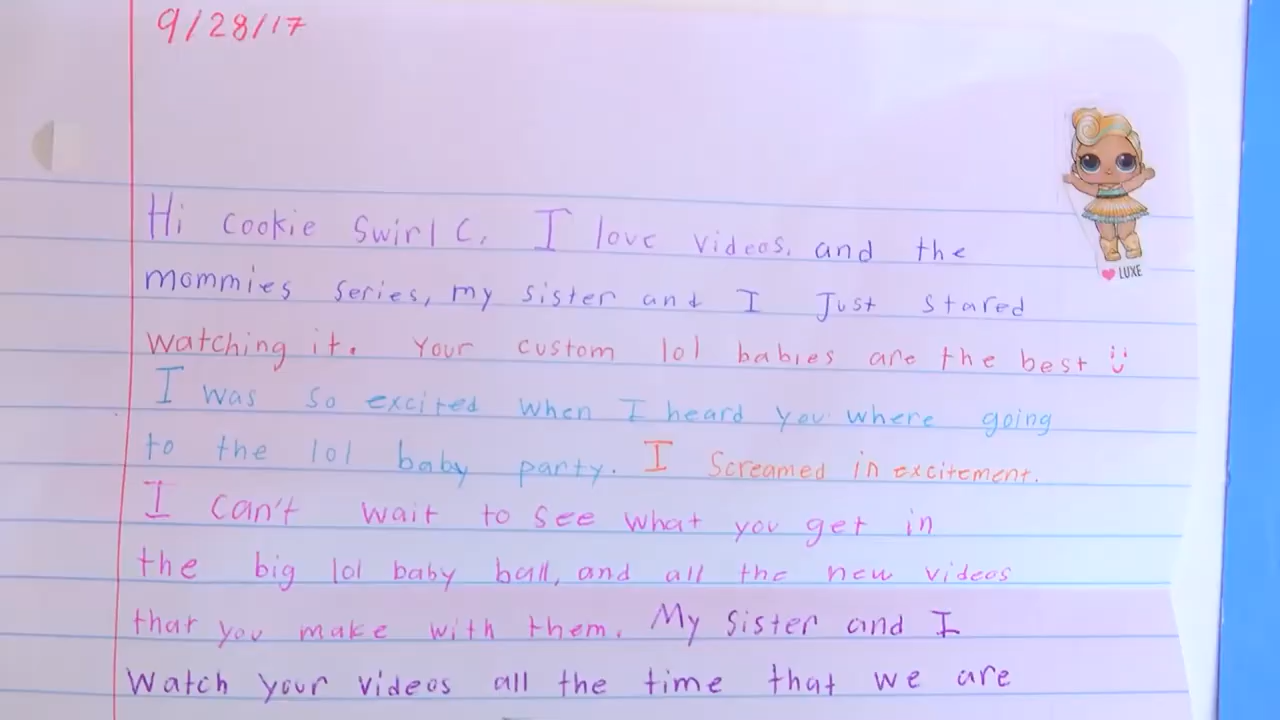 9/28/17
Hi Cookie Swirl C, I love videos, and the
LUXE
mommies series, my sister and I Just stared
watching it. Your custom lol babies are the best
I was so excited when I heard you where going
to the lol baby party. I Screamed in excitement.
I can't wait to see what you get in
the big lol baby ball, and all the new videos
that you make with them. My sister and I
Watch your videos all the time that we are